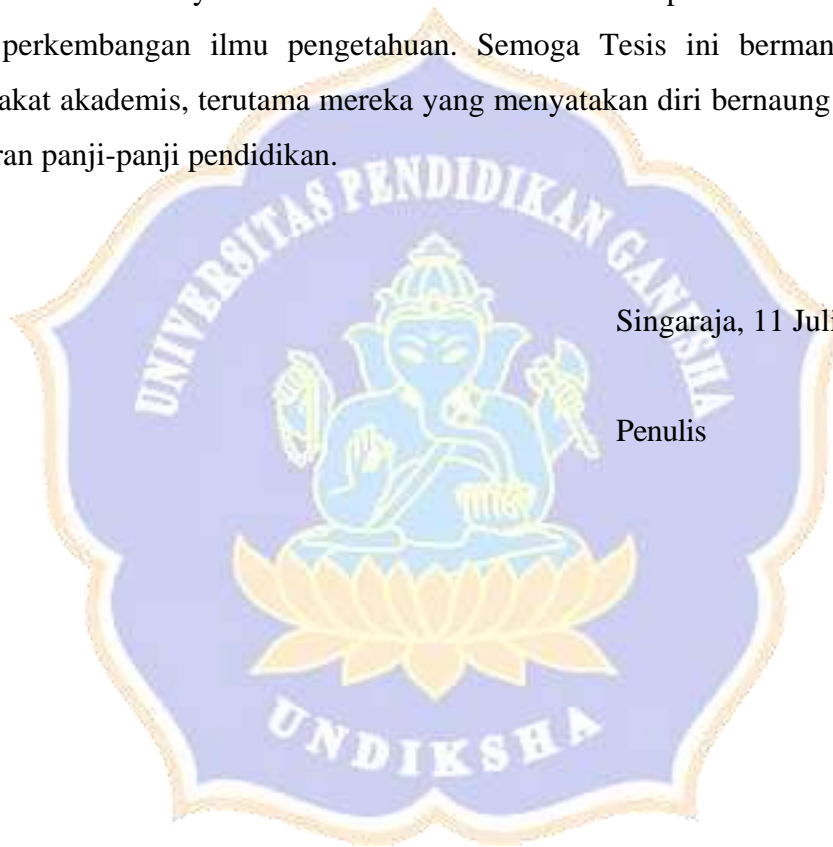 perkembangan ilmu pengetahuan. Semoga Tesis ini berman
akat akademis, terutama mereka yang menyatakan diri bernaung
ran panji-panji pendidikan.
UNIVERSITAS PENDIDIKAN GANESHA
Singaraja, 11 Juli
Penulis
UNDIKSHA